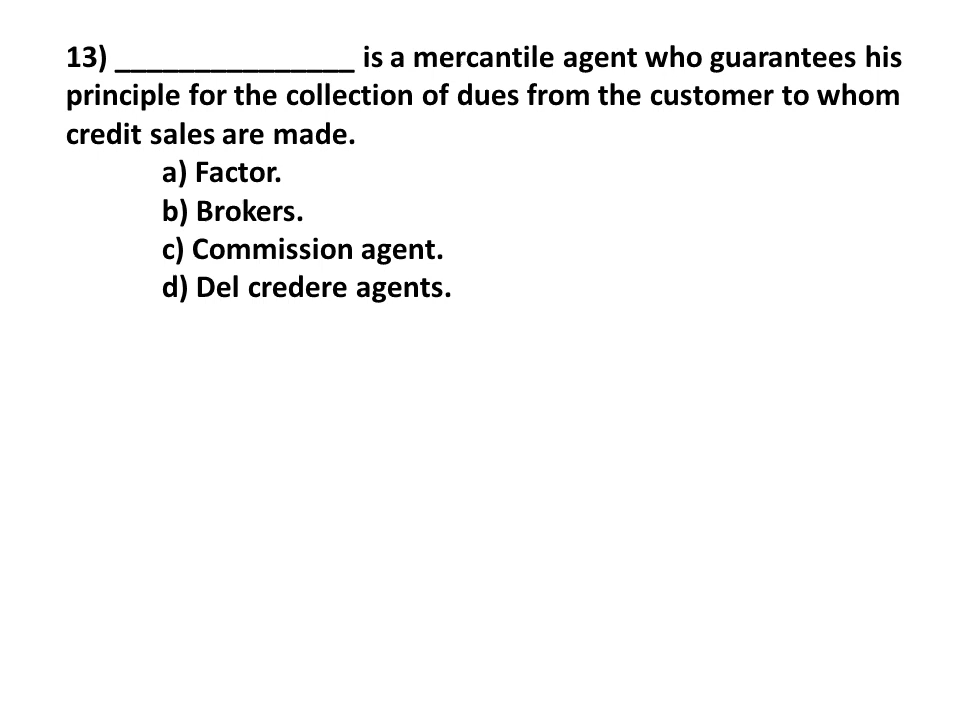 13) _______________ is a mercantile agent who guarantees his
principle for the collection of dues from the customer to whom
credit sales are made.
a) Factor.
b) Brokers.
c) Commission agent.
d) Del credere agents.